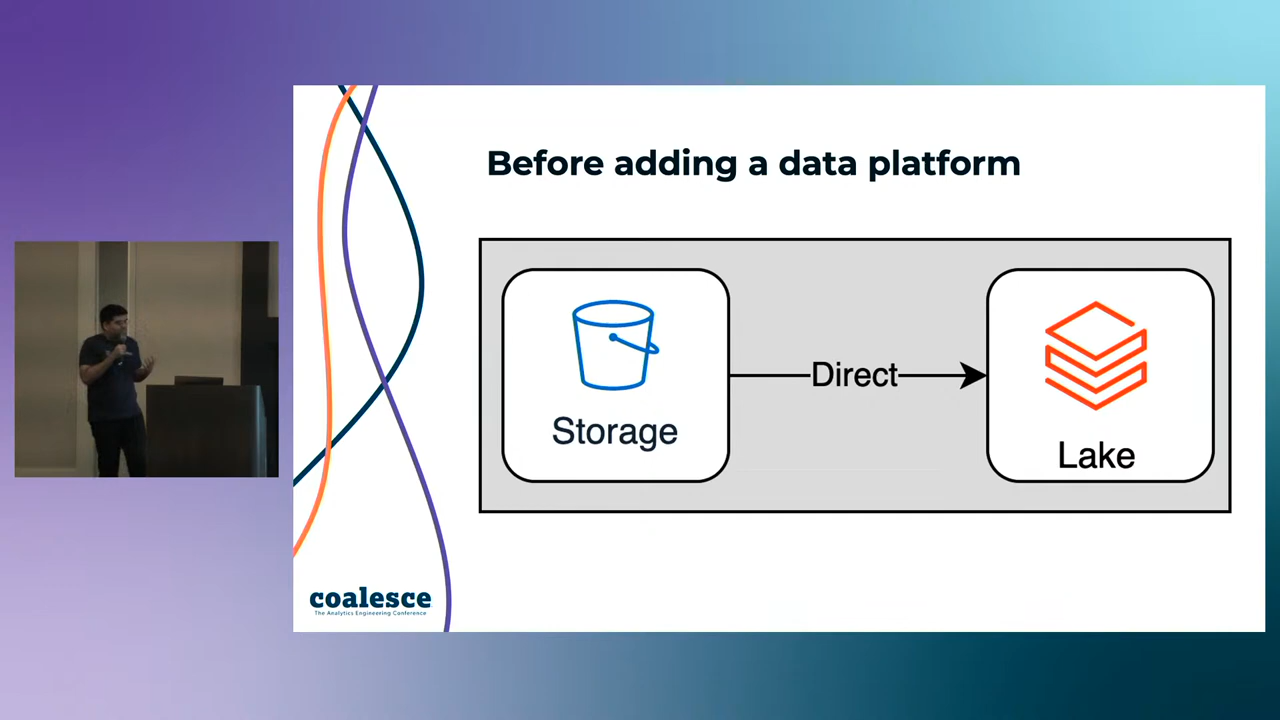 Before adding a data platform
Storage
Direct
Lake
coalesce
The Analytics Engineering Conference